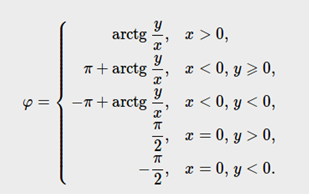 arctg y/x, x > 0,
π + arctg y/x, x < 0, y ⩾ 0,
φ = { −π + arctg y/x, x < 0, y < 0,
π/2, x = 0, y > 0,
−π/2, x = 0, y < 0.